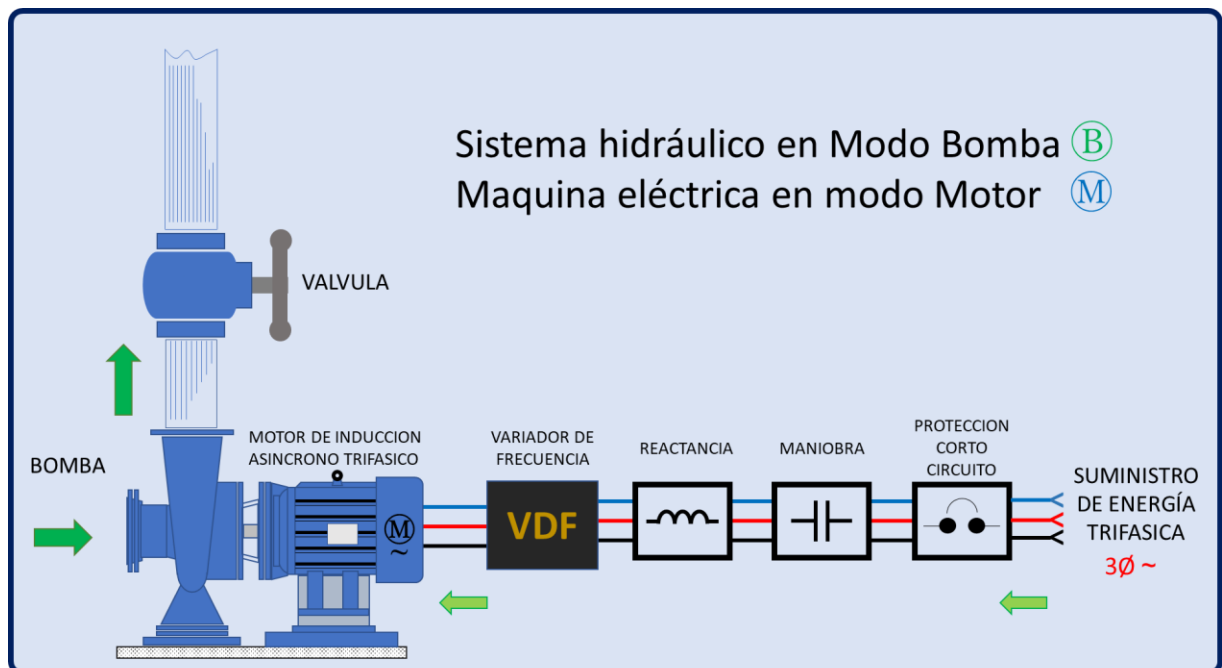 Sistema hidráulico en Modo Bomba Ⓑ
Maquina eléctrica en modo Motor Ⓜ
VALVULA
BOMBA
MOTOR DE INDUCCION
ASINCRONO TRIFASICO
M
~
VARIADOR DE
FRECUENCIA
VDF
REACTANCIA
MANIOBRA
PROTECCION
CORTO
CIRCUITO
SUMINISTRO
DE ENERGÍA
TRIFASICA
3Ø ~